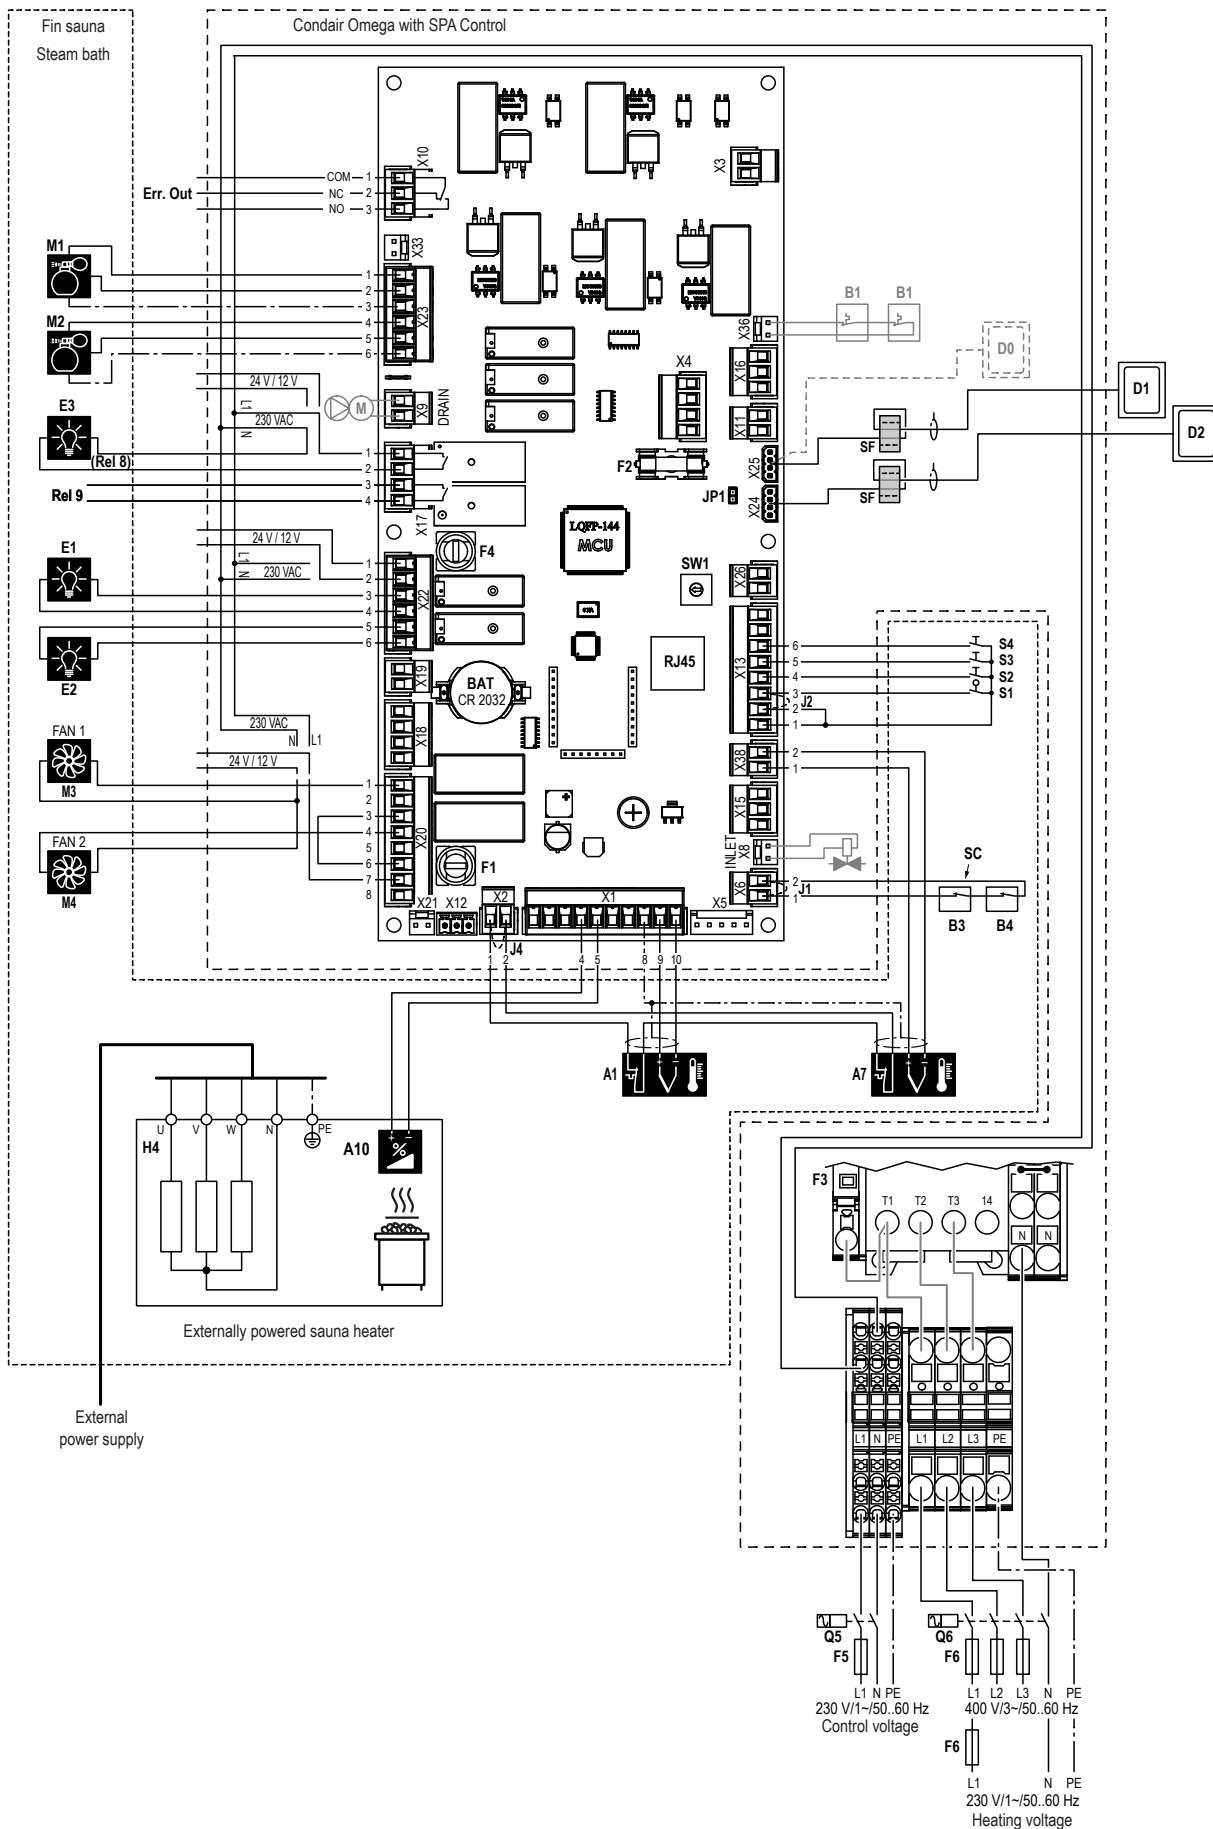 Fin sauna
Steam bath
Condair Omega with SPA Control
X10
COM 1
NC 2
NO 3
Err. Out
X3
X33
M1
M2
1
2
3
4
5
6
X23
X36
B1 B1
D0
D1
D2
X16
X4
X11
24 V / 12 V
L1
N
230 VAC
M
X9
DRAIN
E3
(Rel 8)
Rel 9
1
2
3
4
X17
F2
JP1
X25
X24
SF
SF
LQFP-144
MCU
F4
SW1
X26
24 V / 12 V
L1
N
230 VAC
E1
E2
1
2
3
4
5
6
X22
X19
BAT
CR 2032
RJ45
X13
6
5
4
3
2
1
S4
S3
S2
S1
J2
X18
X38
2
1
230 VAC
N L1
24 V / 12 V
FAN 1
M3
FAN 2
M4
1
2
3
4
5
6
7
8
X20
F1
X15
INLET
X8
X6
2
1
J1
SC
B3
B4
X21
X12
X2
X1
X5
J4
1 2 4 5 8 9 10
A1
+ −
A7
+ −
U V W N PE
H4
A10
+ −
%
Externally powered sauna heater
External
power supply
F3
T1 T2 T3 14
N N
L1 N PE L1 L2 L3 PE
Q5
F5
Q6
F6
L1 N PE
230 V/1~/50..60 Hz
Control voltage
L1 L2 L3 N PE
400 V/3~/50..60 Hz
F6
L1 N PE
230 V/1~/50..60 Hz
Heating voltage